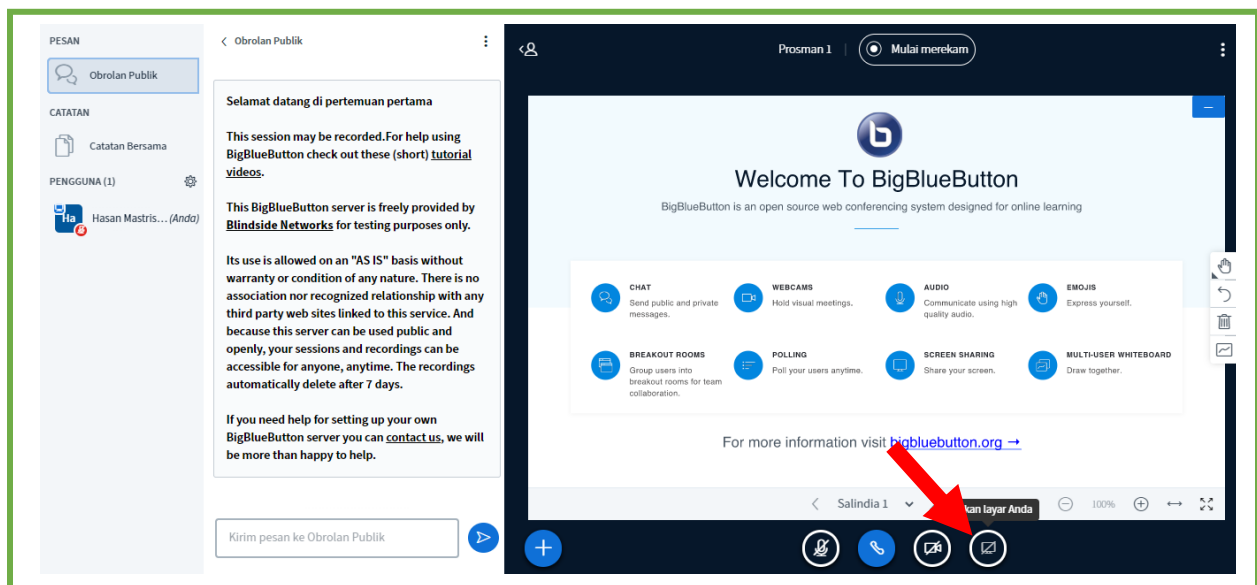 PESAN
Obrolan Publik
CATATAN
Catatan Bersama
PENGGUNA (1)
Ha
Hasan Mastris... (Anda)
Obrolan Publik
Selamat datang di pertemuan pertama
This session may be recorded.For help using
BigBlueButton check out these (short) tutorial
videos.
This BigBlueButton server is freely provided by
Blindside Networks for testing purposes only.
Its use is allowed on an "AS IS" basis without
warranty or condition of any nature. There is no
association nor recognized relationship with any
third party web sites linked to this service. And
because this server can be used public and
openly, your sessions and recordings can be
accessible for anyone, anytime. The recordings
automatically delete after 7 days.
If you need help for setting up your own
BigBlueButton server you can contact us, we will
be more than happy to help.
Kirim pesan ke Obrolan Publik
Prosman 1 | Mulai merekam
b
Welcome To BigBlueButton
BigBlueButton is an open source web conferencing system designed for online learning
CHAT
Send public and private
messages.
WEBCAMS
Hold visual meetings.
AUDIO
Communicate using high
quality audio.
EMOJIS
Express yourself.
BREAKOUT ROOMS
Group users into
breakout rooms for team
collaboration.
POLLING
Poll your users anytime.
SCREEN SHARING
Share your screen.
MULTI-USER WHITEBOARD
Draw together.
For more information visit bigbluebutton.org →
Salindia 1
layar Anda
100%